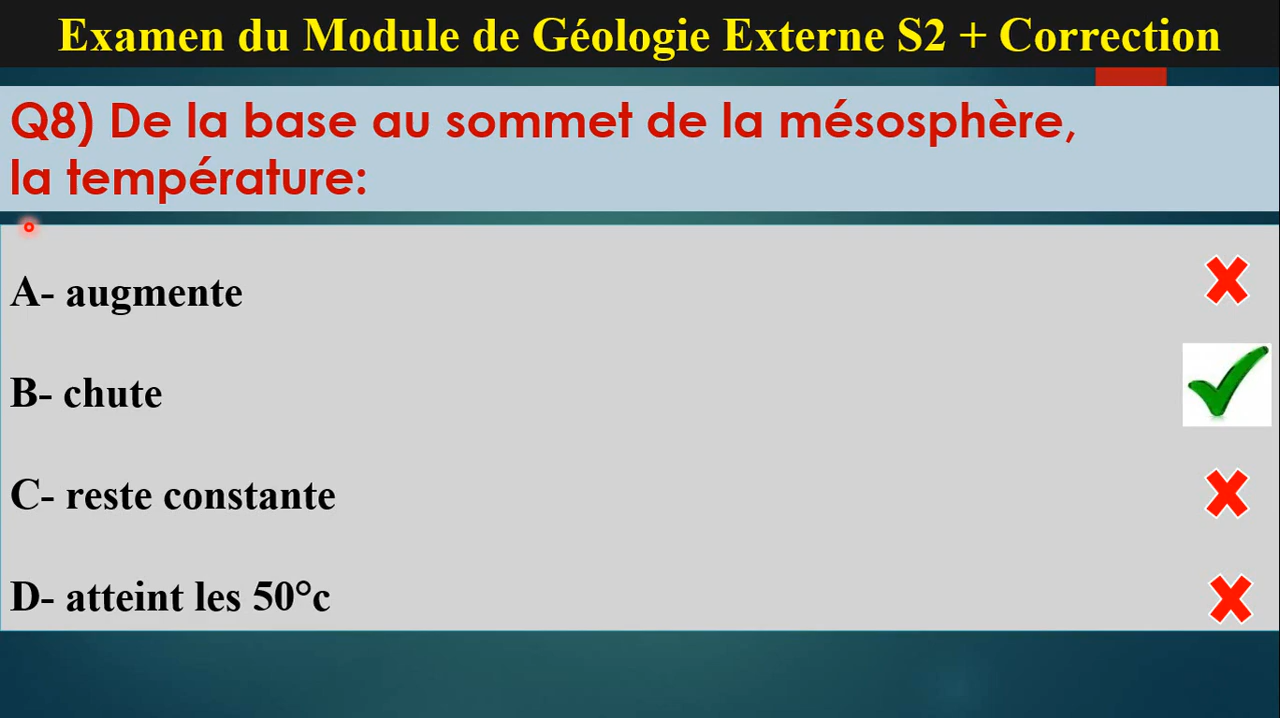 Examen du Module de Géologie Externe S2 + Correction
Q8) De la base au sommet de la mésosphère,
la température:
A- augmente
B- chute
C- reste constante
D- atteint les 50°c